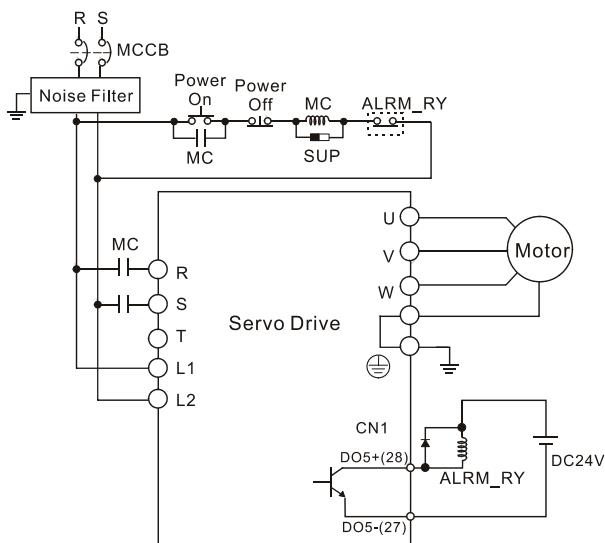 R S
MCCB
Noise Filter
Power On
Power Off
MC
ALRM_RY
MC
SUP
MC
R
S
T
L1
L2
Servo Drive
U
V
W
Motor
CN1
DO5+(28)
DO5-(27)
ALRM_RY
DC24V